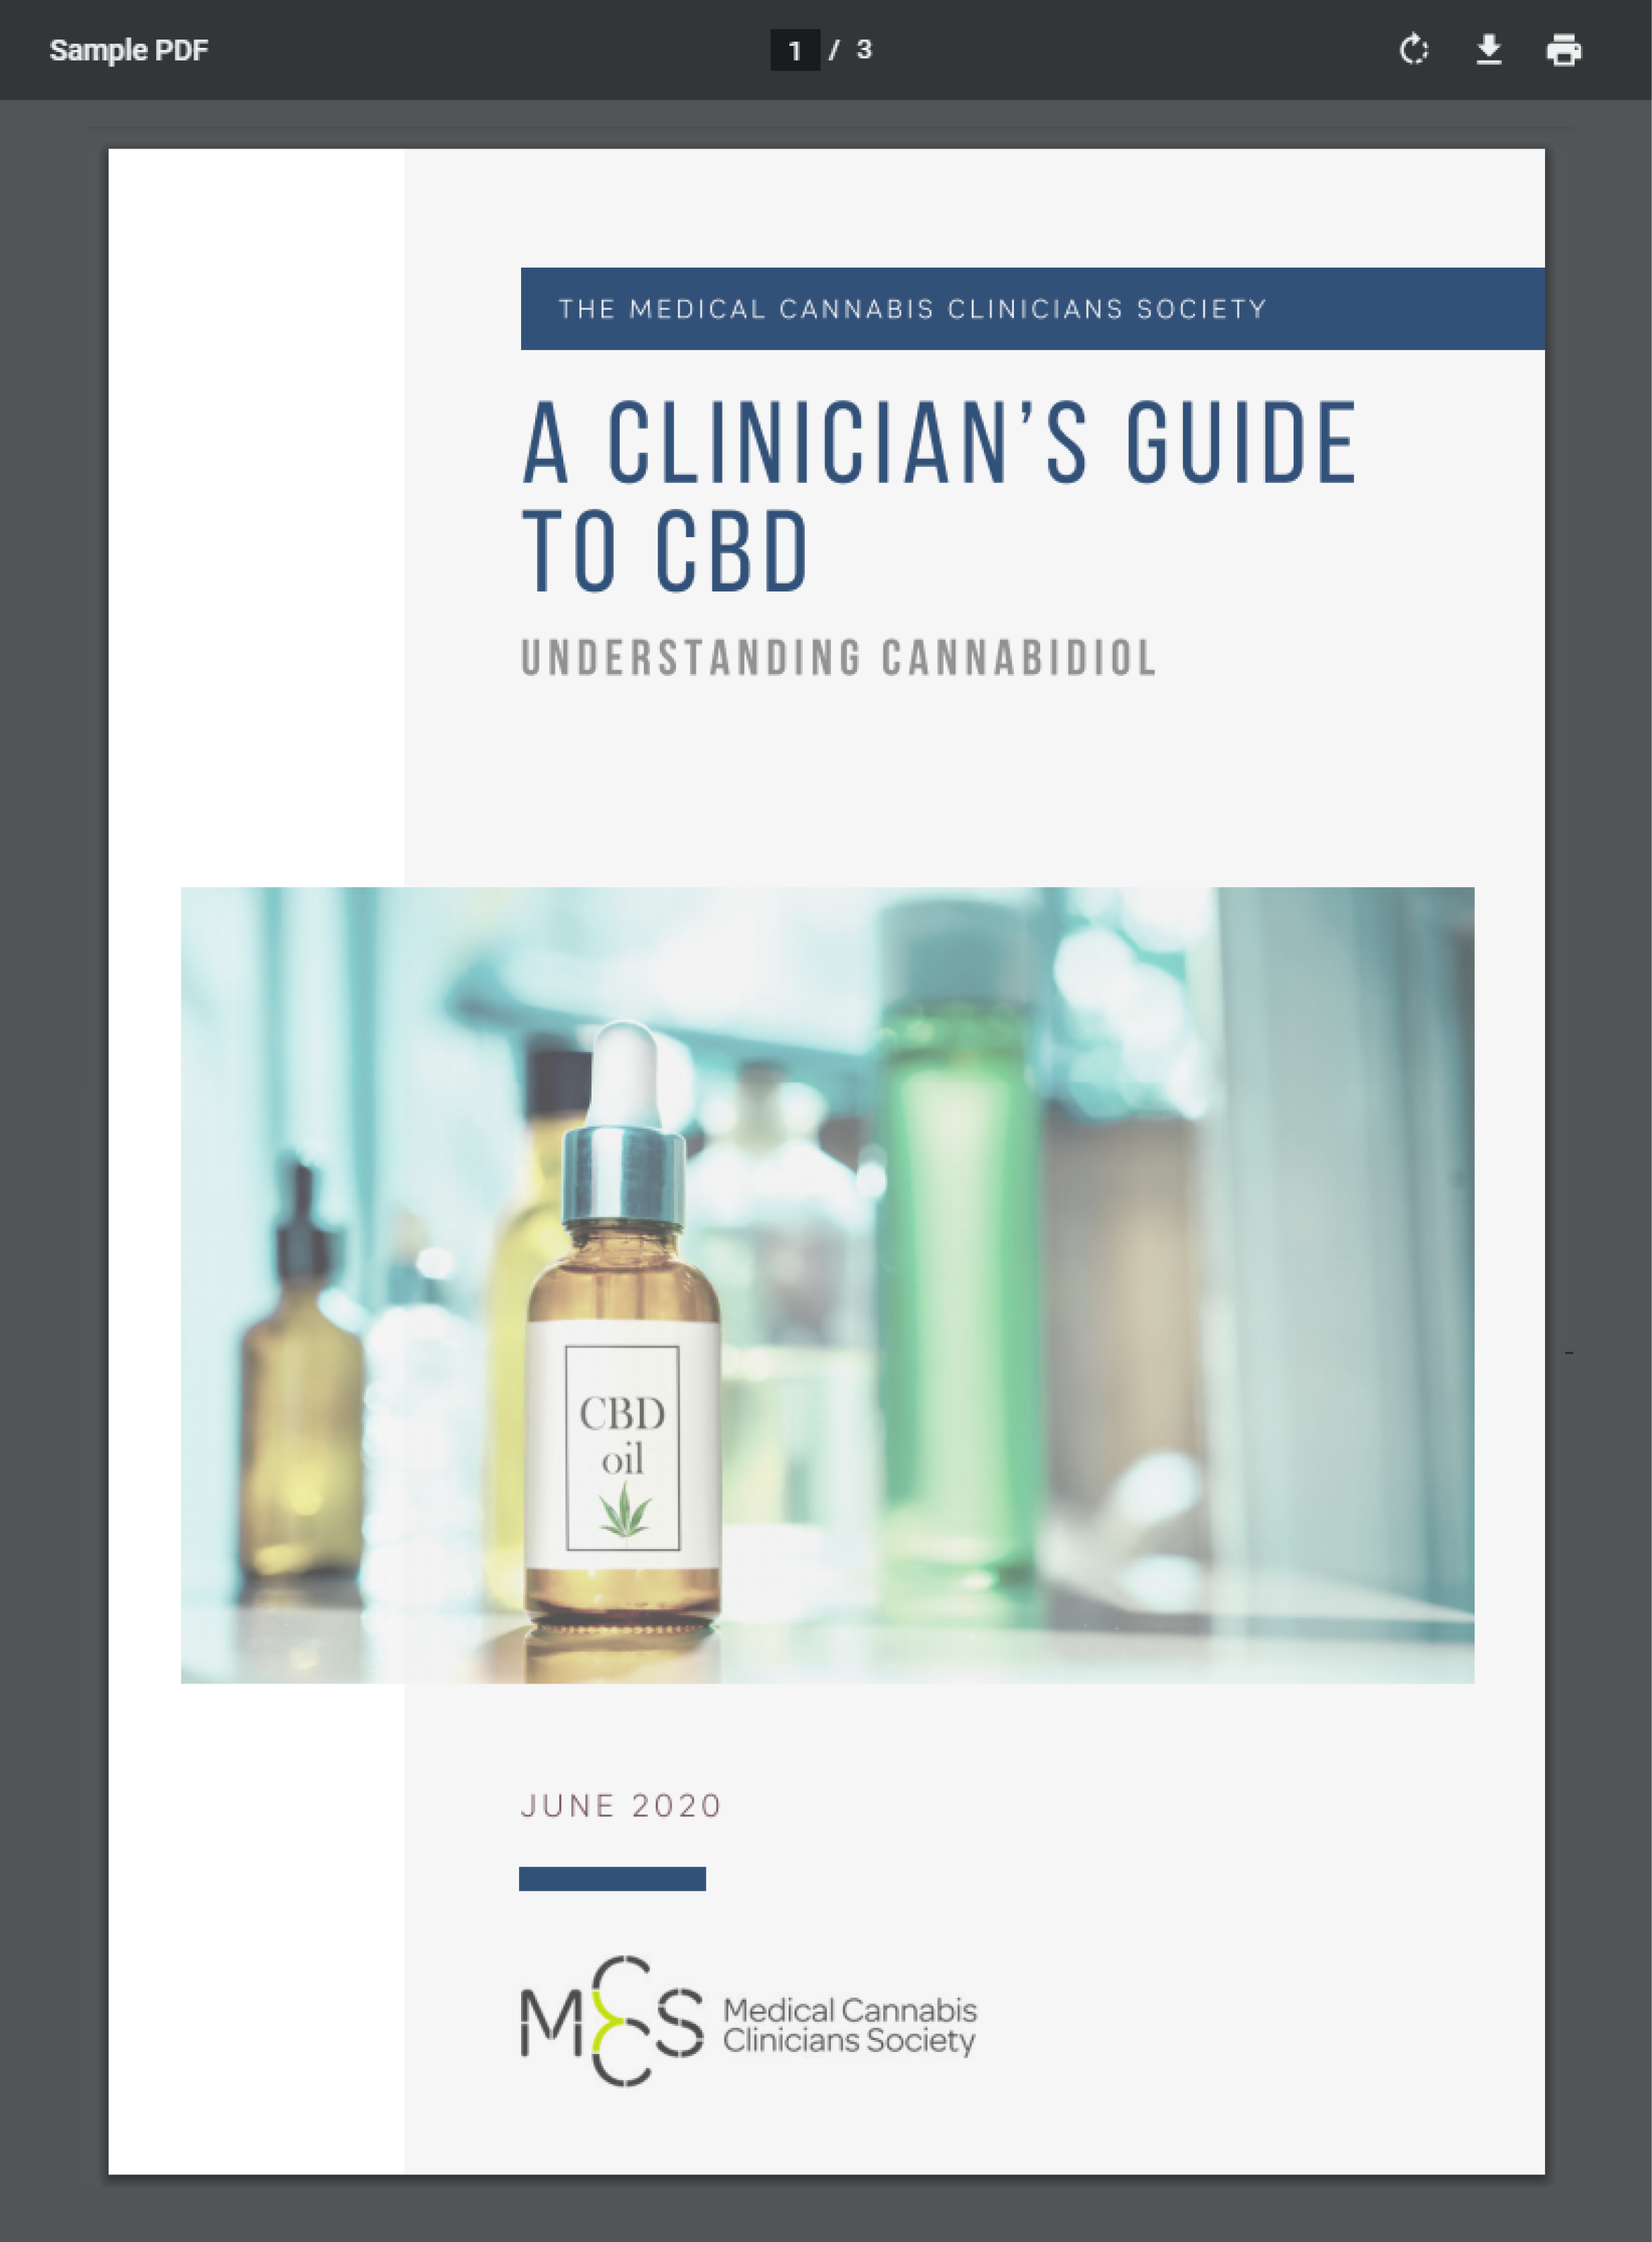 Sample PDF
1 / 3
THE MEDICAL CANNABIS CLINICIANS SOCIETY
A CLINICIAN’S GUIDE
TO CBD
UNDERSTANDING CANNABIDIOL
CBD
oil
JUNE 2020
MCCS
Medical Cannabis
Clinicians Society